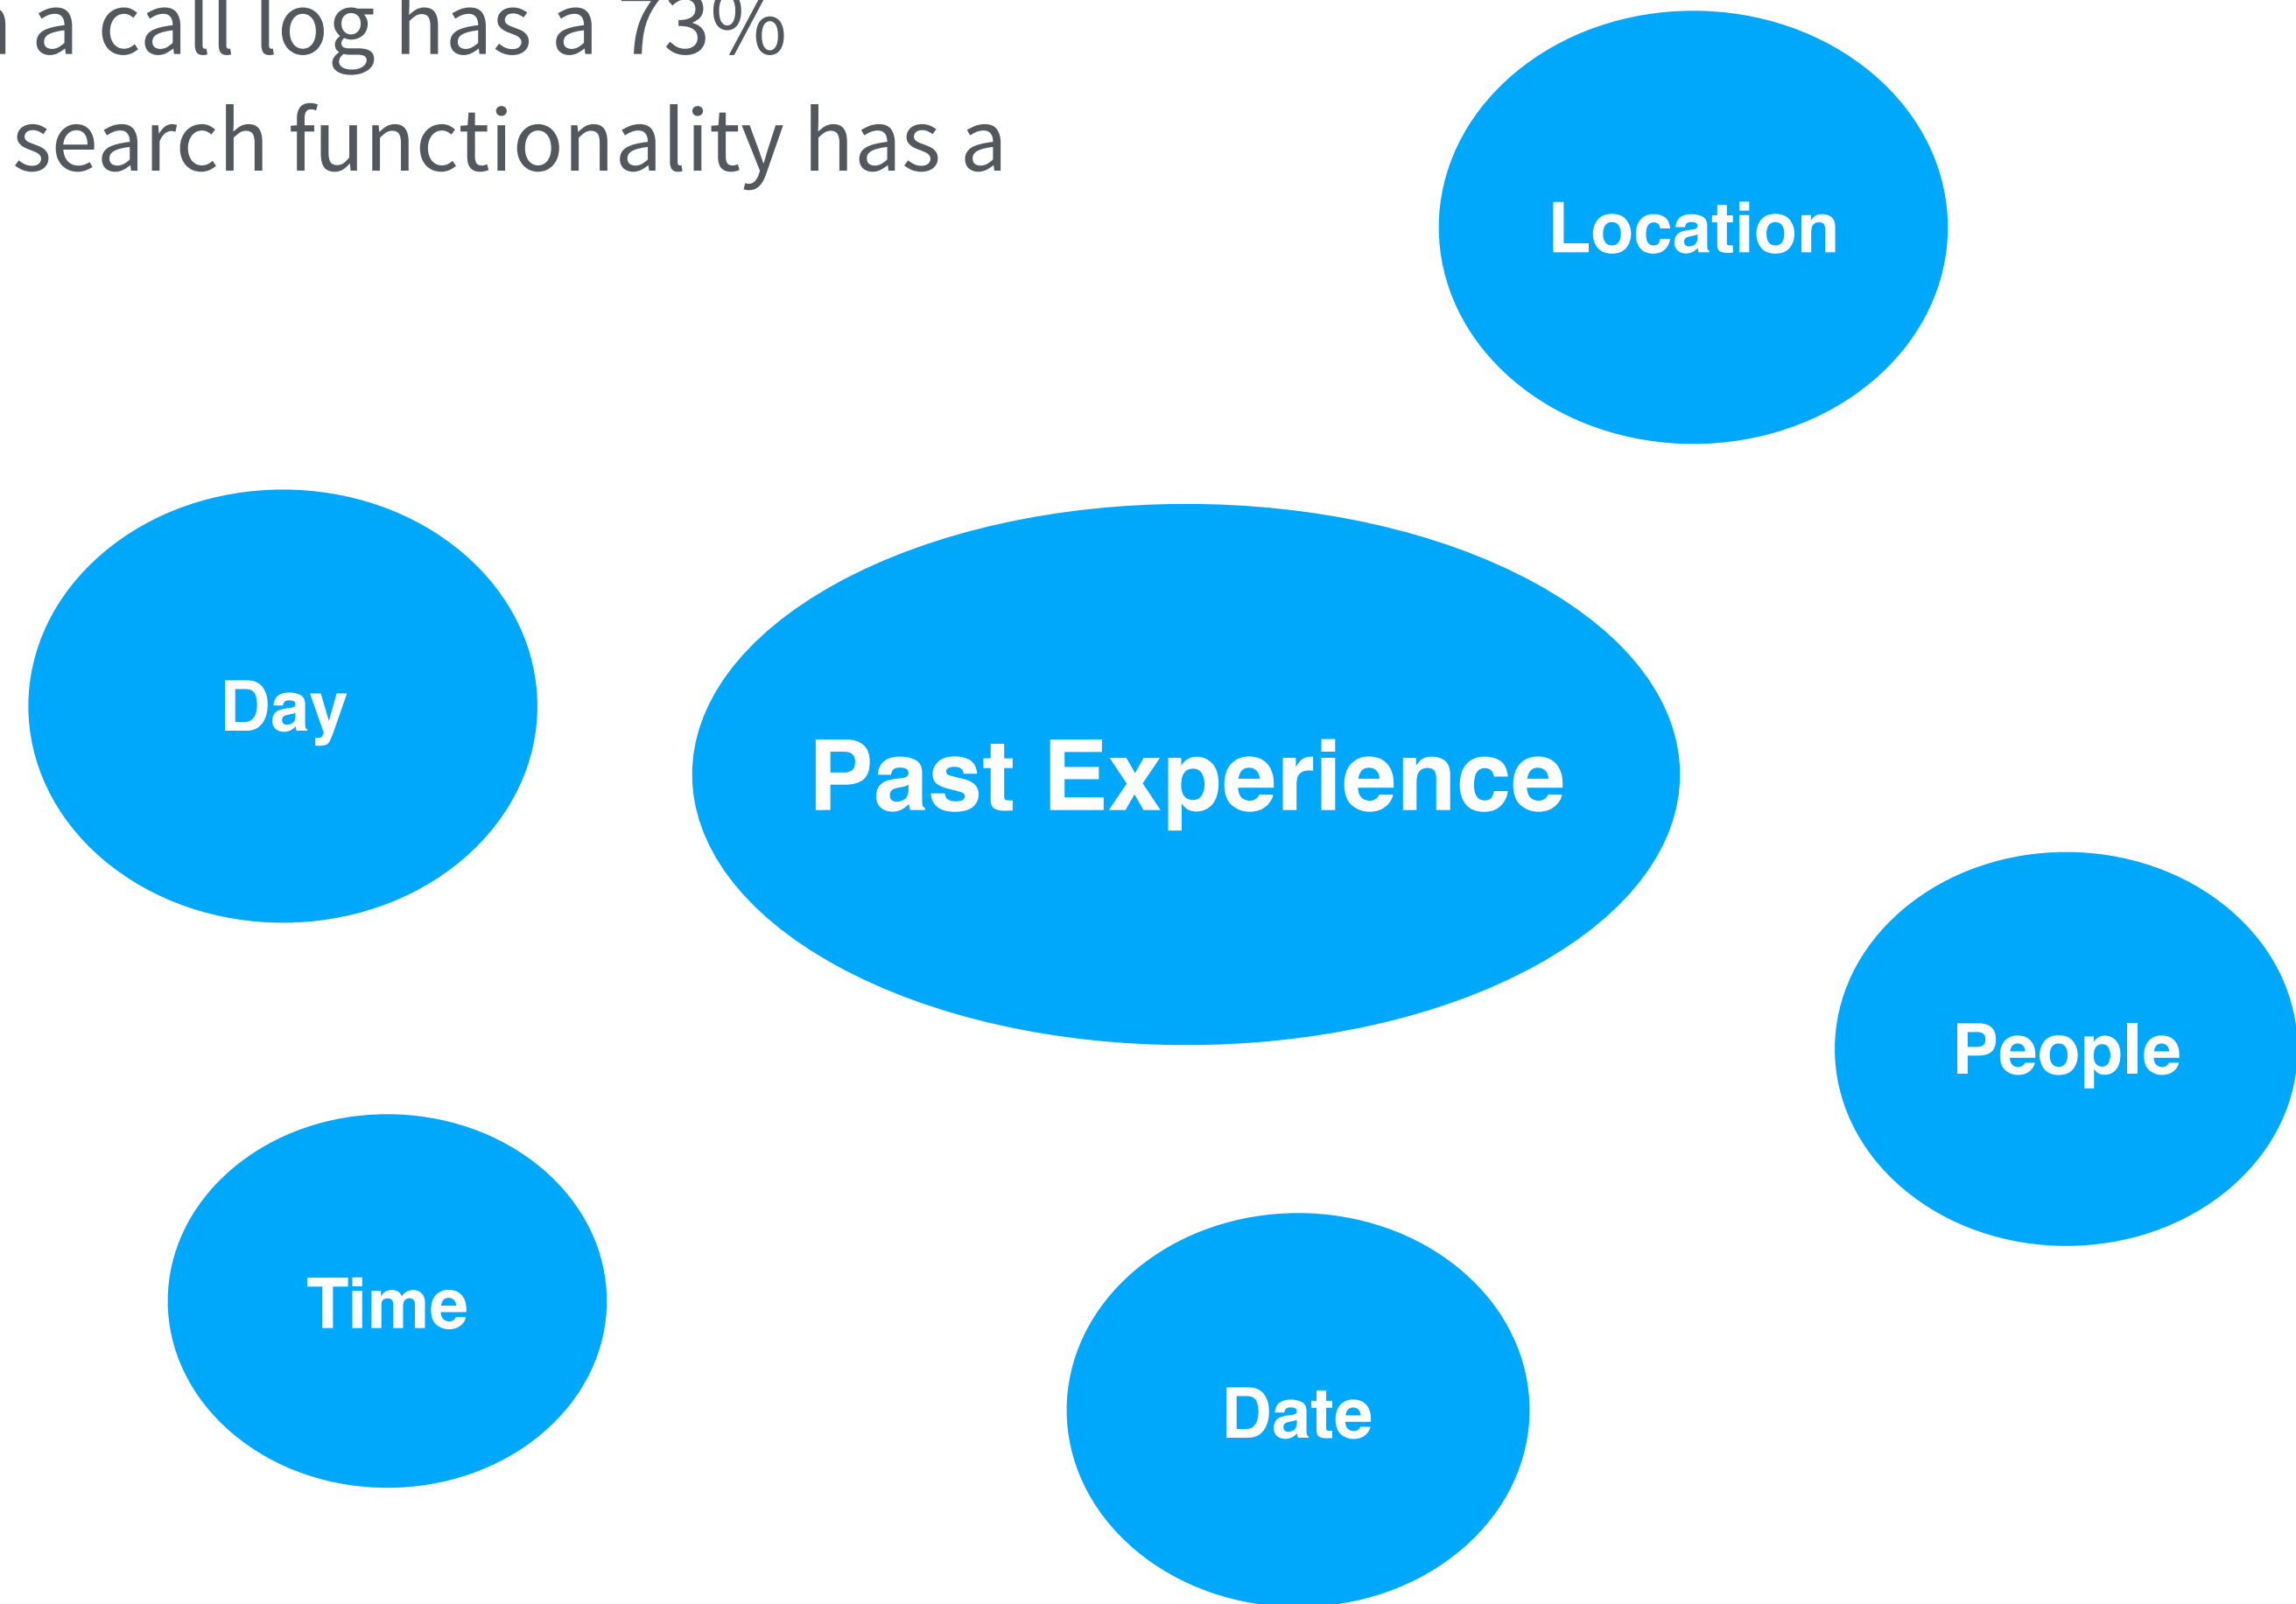 a call log has a 73%
search functionality has a
Location
Day
Past Experience
People
Time
Date